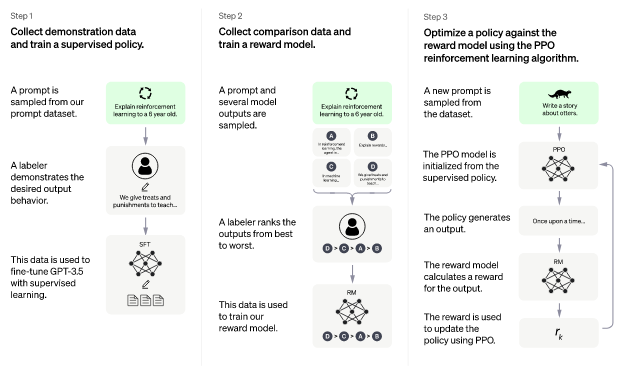 Step 1
Collect demonstration data
and train a supervised policy.
A prompt is
sampled from our
prompt dataset.
Explain reinforcement
learning to a 6 year old.
A labeler
demonstrates the
desired output
behavior.
We give treats and
punishments to teach...
This data is used to
fine-tune GPT-3.5
with supervised
learning.
SFT
Step 2
Collect comparison data and
train a reward model.
A prompt and
several model
outputs are
sampled.
Explain reinforcement
learning to a 6 year old.
A
In reinforcement
learning, the
agent is...
B
Explain rewards...
C
In machine
learning...
D
We give treats and
punishments to
teach...
A labeler ranks the
outputs from best
to worst.
D > C > A > B
This data is used
to train our
reward model.
RM
D > C > A > B
Step 3
Optimize a policy against the
reward model using the PPO
reinforcement learning algorithm.
A new prompt is
sampled from
the dataset.
Write a story
about otters.
The PPO model is
initialized from the
supervised policy.
PPO
The policy generates
an output.
Once upon a time...
The reward model
calculates a reward
for the output.
RM
The reward is
used to update the
policy using PPO.
rk